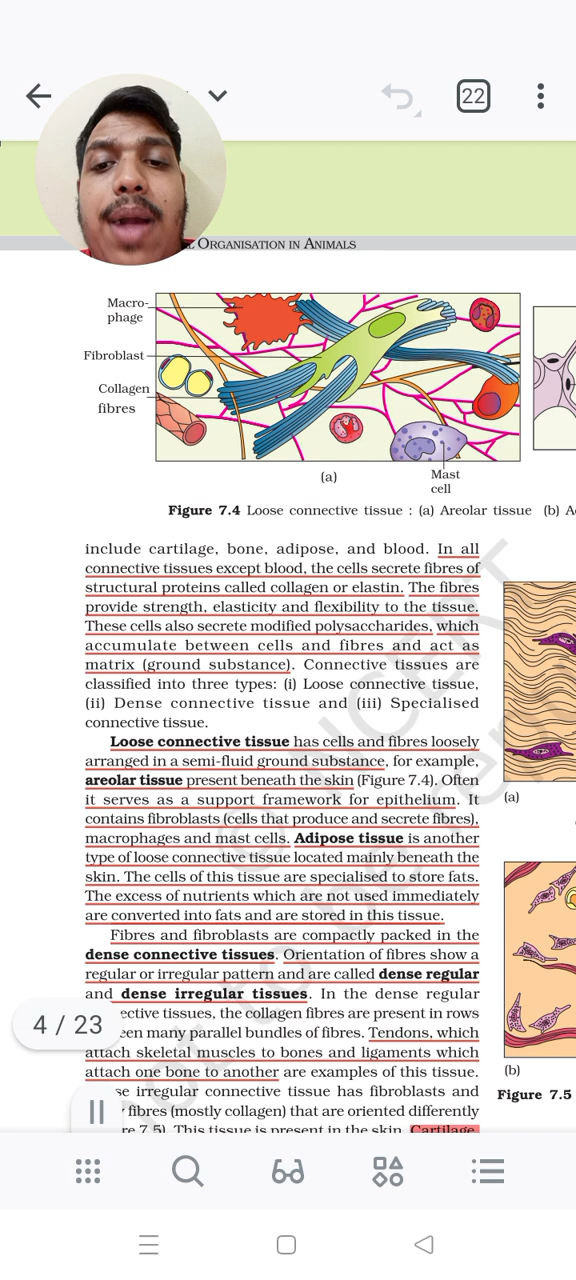 22
ORGANISATION IN ANIMALS
Macro-
phage
Fibroblast
Collagen
fibres
Mast
cell
(a)
Figure 7.4 Loose connective tissue : (a) Areolar tissue (b)
include cartilage, bone, adipose, and blood. In all
connective tissues except blood, the cells secrete fibres of
structural proteins called collagen or elastin. The fibres
provide strength, elasticity and flexibility to the tissue.
These cells also secrete modified polysaccharides, which
accumulate between cells and fibres and act as
matrix (ground substance). Connective tissues are
classified into three types: (i) Loose connective tissue,
(ii) Dense connective tissue and (iii) Specialised
connective tissue.
Loose connective tissue has cells and fibres loosely
arranged in a semi-fluid ground substance, for example,
areolar tissue present beneath the skin (Figure 7.4). Often
it serves as a support framework for epithelium. It
contains fibroblasts (cells that produce and secrete fibres),
macrophages and mast cells. Adipose tissue is another
type of loose connective tissue located mainly beneath the
skin. The cells of this tissue are specialised to store fats.
The excess of nutrients which are not used immediately
are converted into fats and are stored in this tissue.
Fibres and fibroblasts are compactly packed in the
dense connective tissues. Orientation of fibres show a
regular or irregular pattern and are called dense regular
and dense irregular tissues. In the dense regular
tissues, the collagen fibres are present in rows
many parallel bundles of fibres. Tendons, which
attach skeletal muscles to bones and ligaments which
attach one bone to another are examples of this tissue.
irregular connective tissue has fibroblasts and
fibres (mostly collagen) that are oriented differently
7.5). This tissue is present in the skin. Cartilage,
(a)
(b)
Figure 7.5
4 / 23
© NCERT
not to be